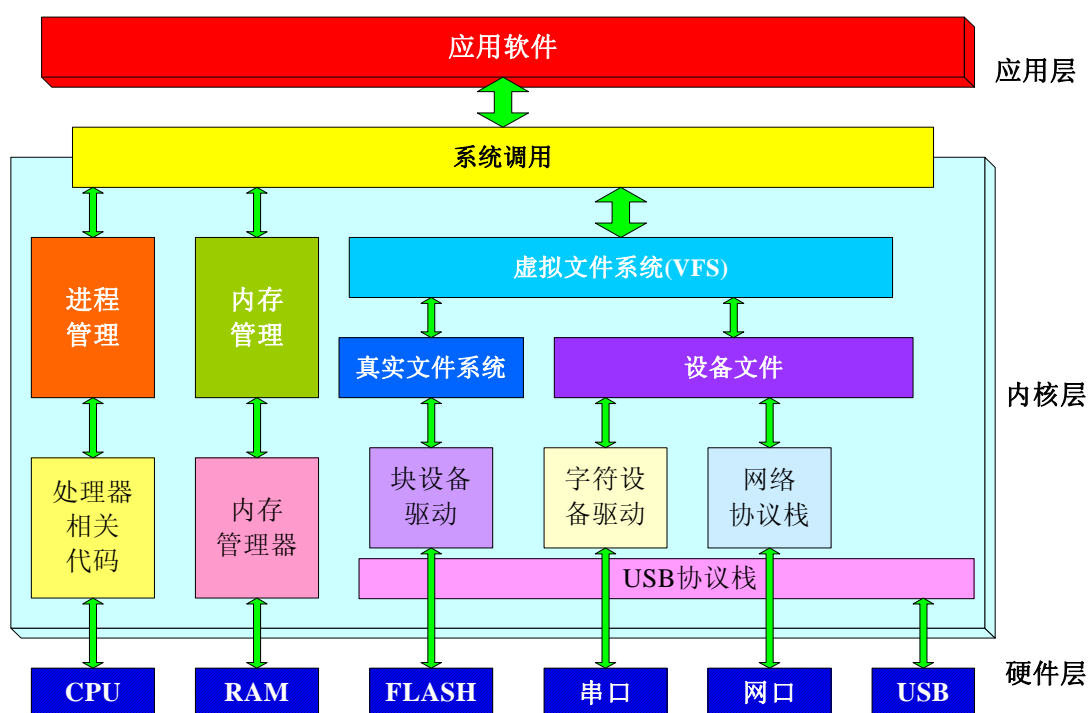 应用软件
应用层
系统调用
虚拟文件系统(VFS)
进程
管理
内存
管理
真实文件系统
设备文件
内核层
处理器
相关
代码
内存
管理器
块设备
驱动
字符设
备驱动
网络
协议栈
USB协议栈
硬件层
CPU
RAM
FLASH
串口
网口
USB